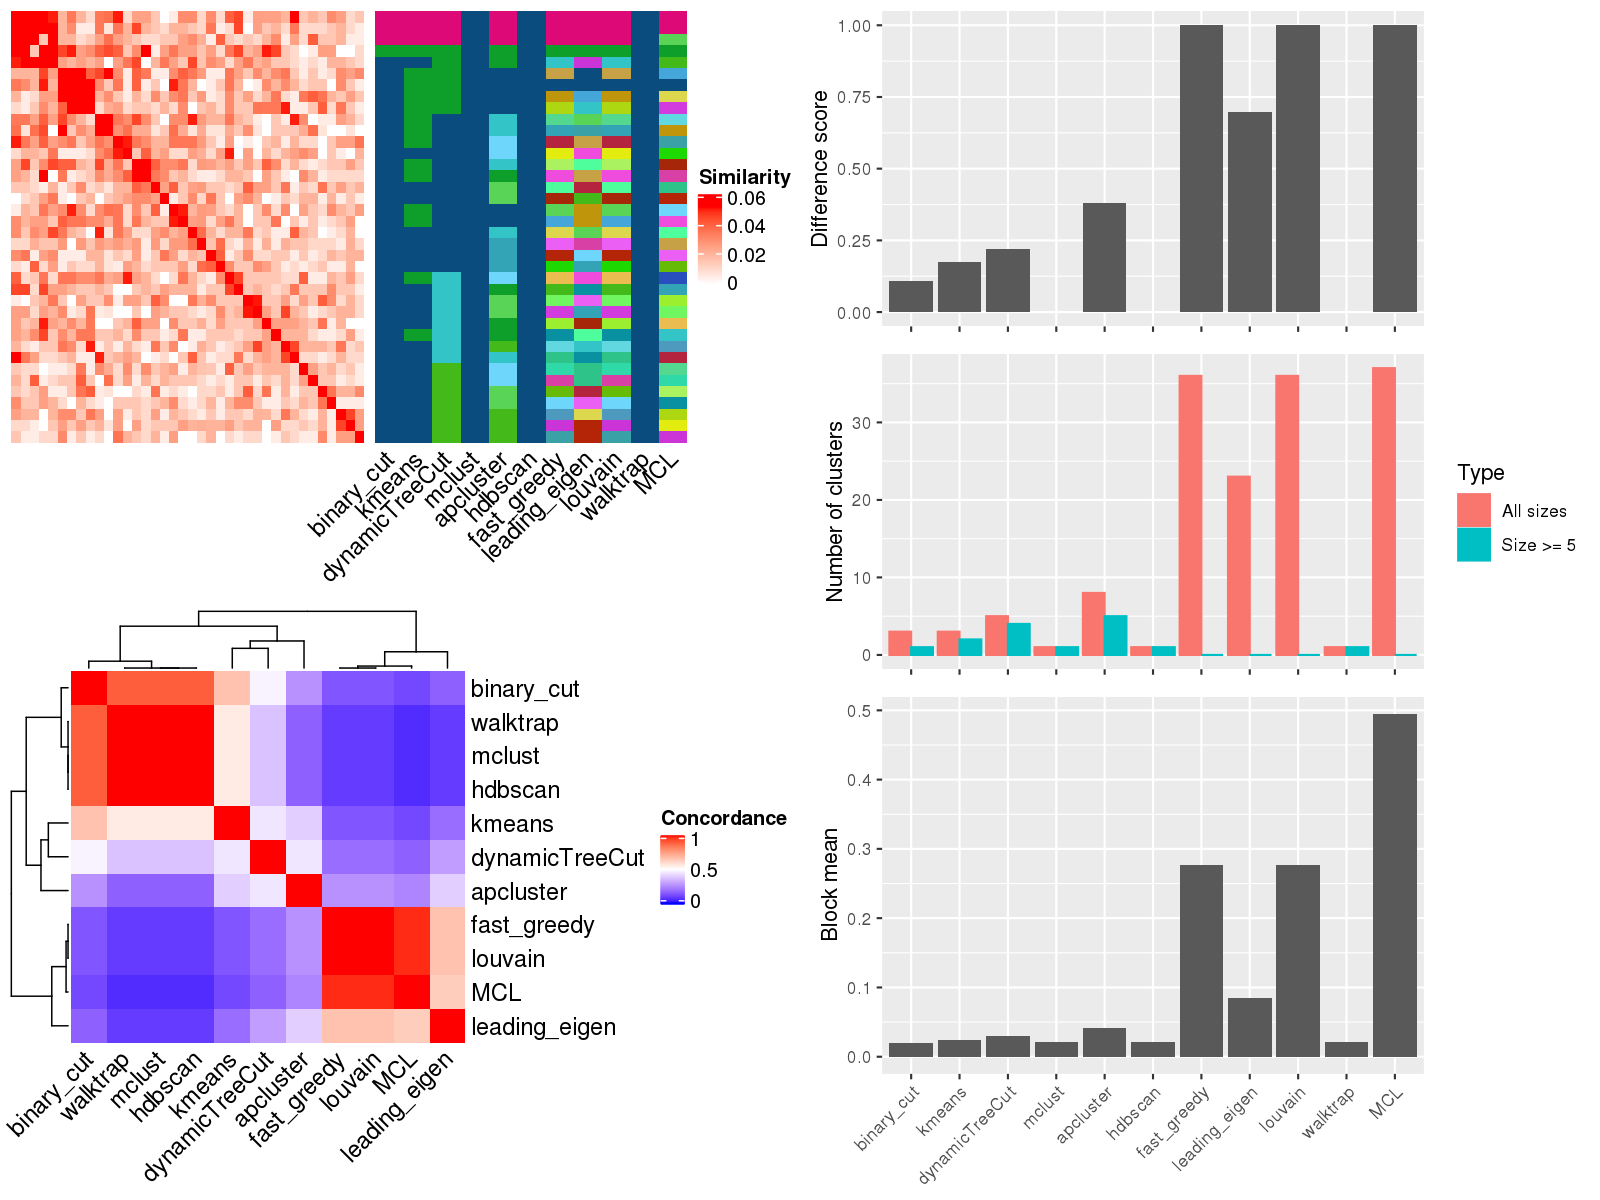 Similarity
0.06
0.04
0.02
0
binary_cut
kmeans
dynamicTreeCut
mclust
apcluster
hdbscan
fast_greedy
leading_eigen
louvain
walktrap
MCL
binary_cut
walktrap
mclust
hdbscan
kmeans
dynamicTreeCut
apcluster
fast_greedy
louvain
MCL
leading_eigen
Concordance
1
0.5
0
binary_cut
walktrap
mclust
hdbscan
kmeans
dynamicTreeCut
apcluster
fast_greedy
louvain
MCL
leading_eigen
Difference score
1.00
0.75
0.50
0.25
0.00
Number of clusters
30
20
10
0
Type
All sizes
Size >= 5
Block mean
0.5
0.4
0.3
0.2
0.1
0.0
binary_cut
kmeans
dynamicTreeCut
mclust
apcluster
hdbscan
fast_greedy
leading_eigen
louvain
walktrap
MCL